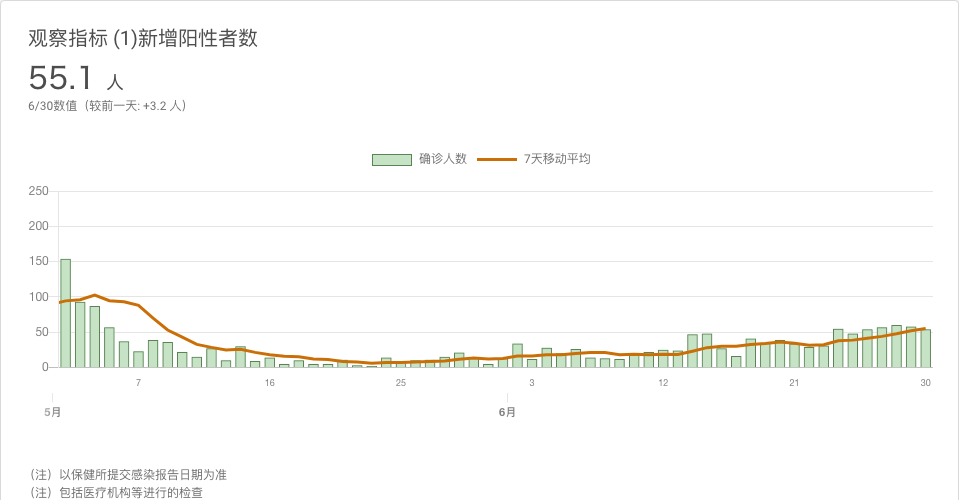 观察指标 (1)新增阳性者数
55.1 人
6/30数值（较前一天: +3.2 人）
确诊人数 7天移动平均
250
200
150
100
50
0
7 16 25 3 12 21 30
5月 6月
（注）以保健所提交感染报告日期为准
（注）包括医疗机构等进行的检查